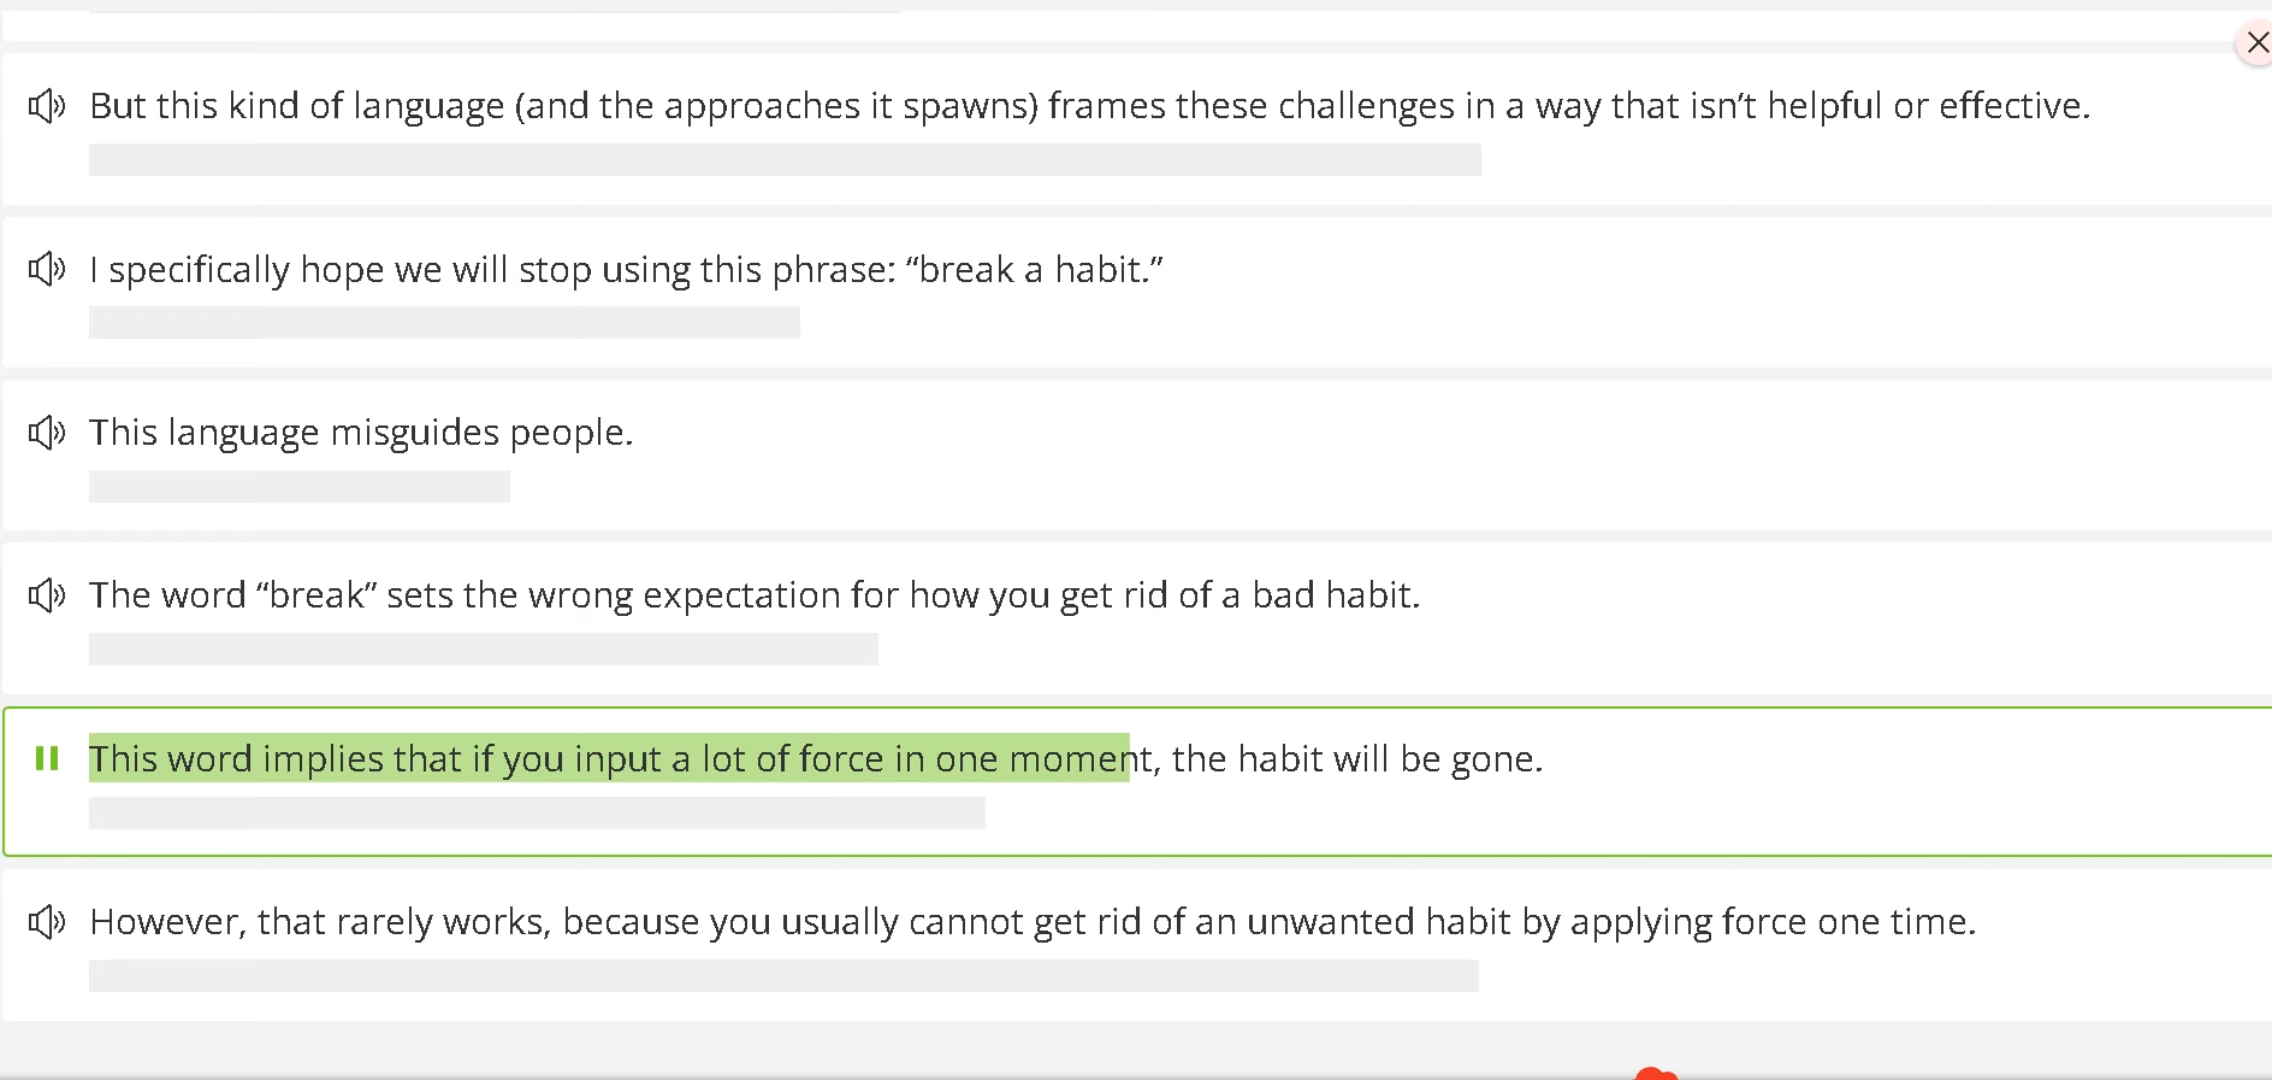 But this kind of language (and the approaches it spawns) frames these challenges in a way that isn’t helpful or effective.
I specifically hope we will stop using this phrase: “break a habit.”
This language misguides people.
The word “break” sets the wrong expectation for how you get rid of a bad habit.
This word implies that if you input a lot of force in one moment, the habit will be gone.
However, that rarely works, because you usually cannot get rid of an unwanted habit by applying force one time.